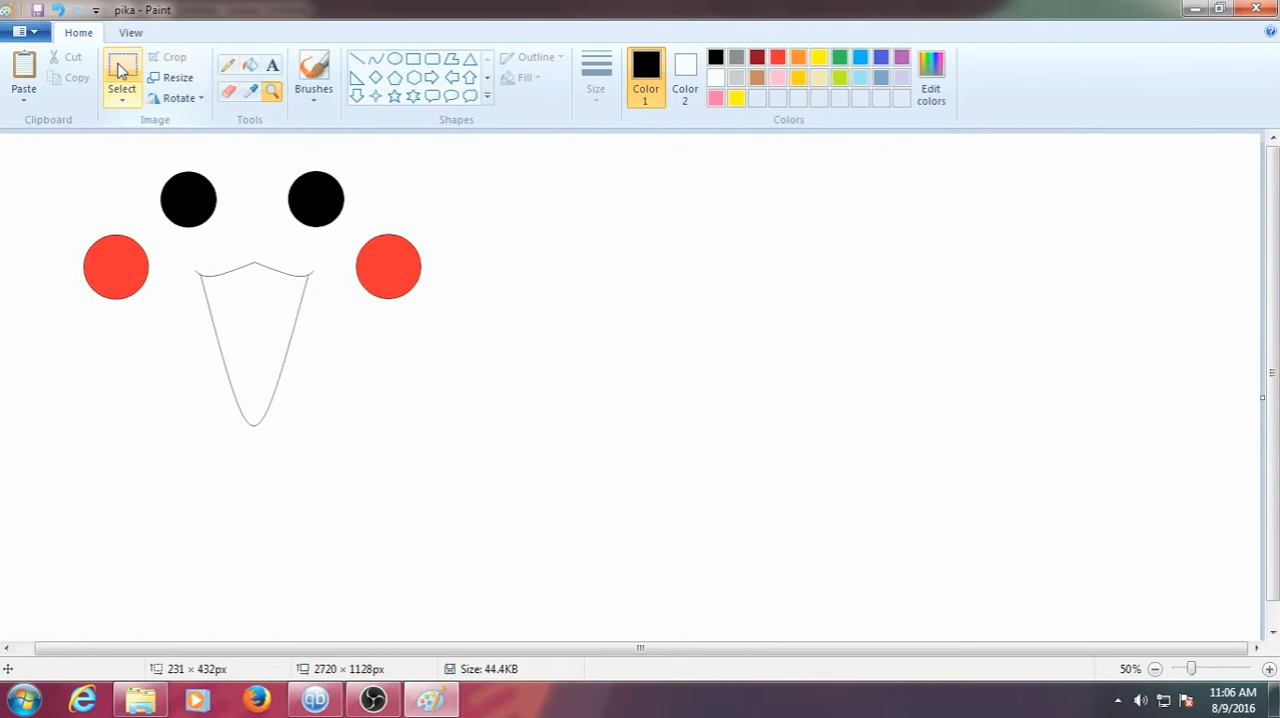 pika - Paint
Home View
Paste
Cut
Copy
Clipboard
Select
Crop
Resize
Rotate
Image
A
Tools
Brushes
Shapes
Outline
Fill
Size
Color 1
Color 2
Edit colors
Colors
231 × 432px
2720 × 1128px
Size: 44.4KB
50%
qb
11:06 AM
8/9/2016